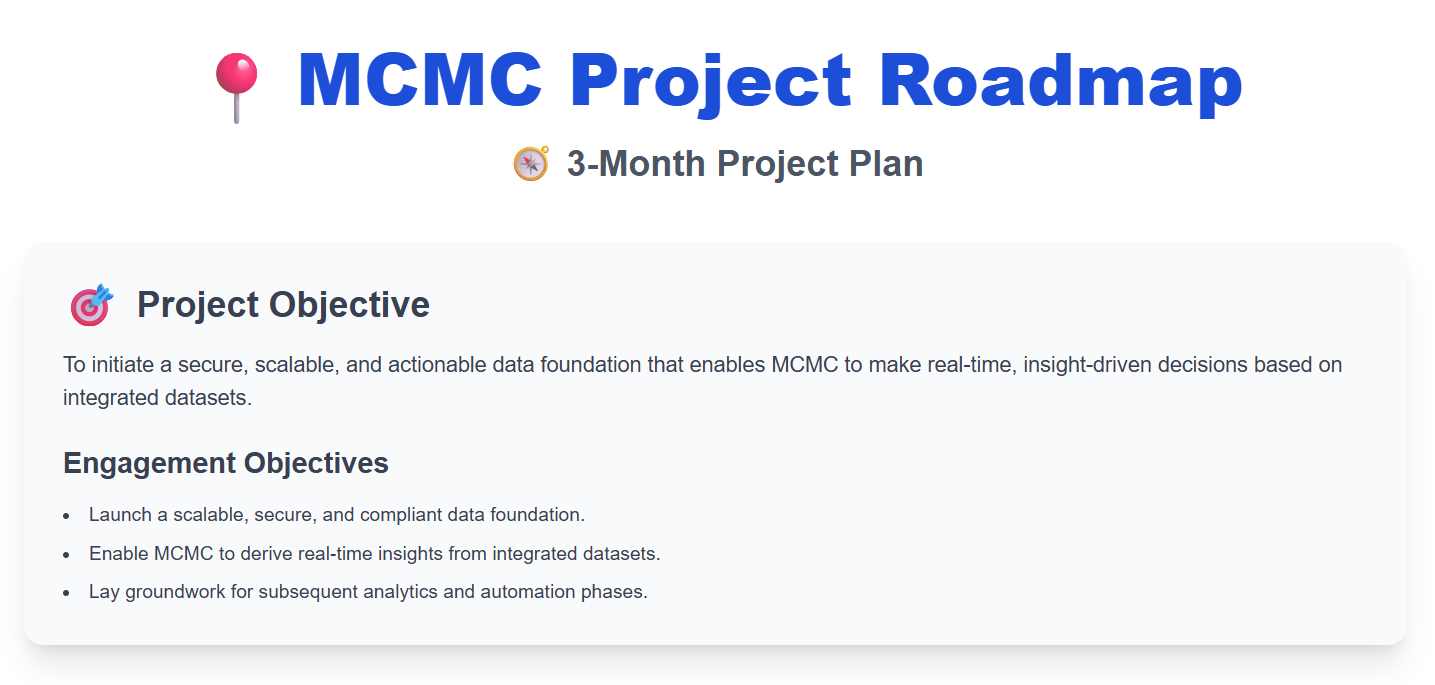 MCMC Project Roadmap
3-Month Project Plan
Project Objective
To initiate a secure, scalable, and actionable data foundation that enables MCMC to make real-time, insight-driven decisions based on
integrated datasets.
Engagement Objectives
• Launch a scalable, secure, and compliant data foundation.
• Enable MCMC to derive real-time insights from integrated datasets.
• Lay groundwork for subsequent analytics and automation phases.